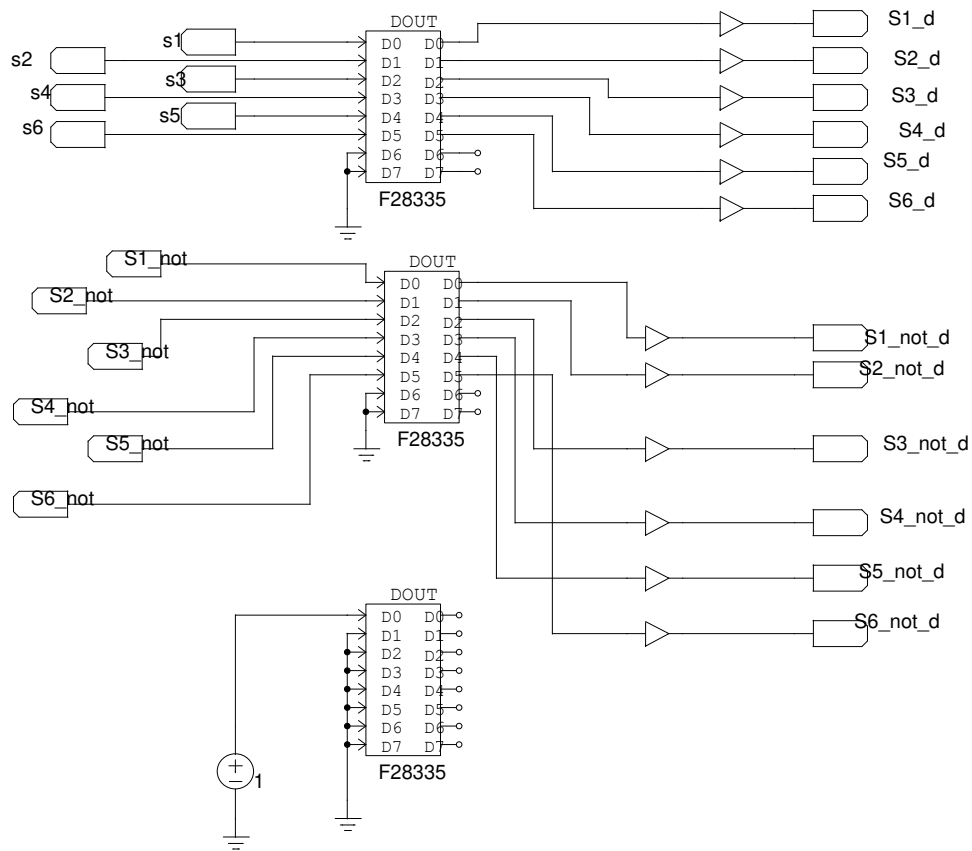 DOUT
S1_d
s1
D0 D0
s2
D1 D1
S2_d
s3
D2 D2
s4
D3 D3
S3_d
s5
D4 D4
s6
D5 D5
S4_d
D6 D6
D7 D7
S5_d
F28335
S6_d
DOUT
S1_not
D0 D0
S2_not
D1 D1
D2 D2
S3_not
D3 D3
S1_not_d
D4 D4
D5 D5
S2_not_d
D6 D6
S4_not
D7 D7
F28335
S5_not
S3_not_d
S6_not
S4_not_d
S5_not_d
DOUT
D0 D0
S6_not_d
D1 D1
D2 D2
D3 D3
D4 D4
D5 D5
D6 D6
D7 D7
F28335
+
−
1